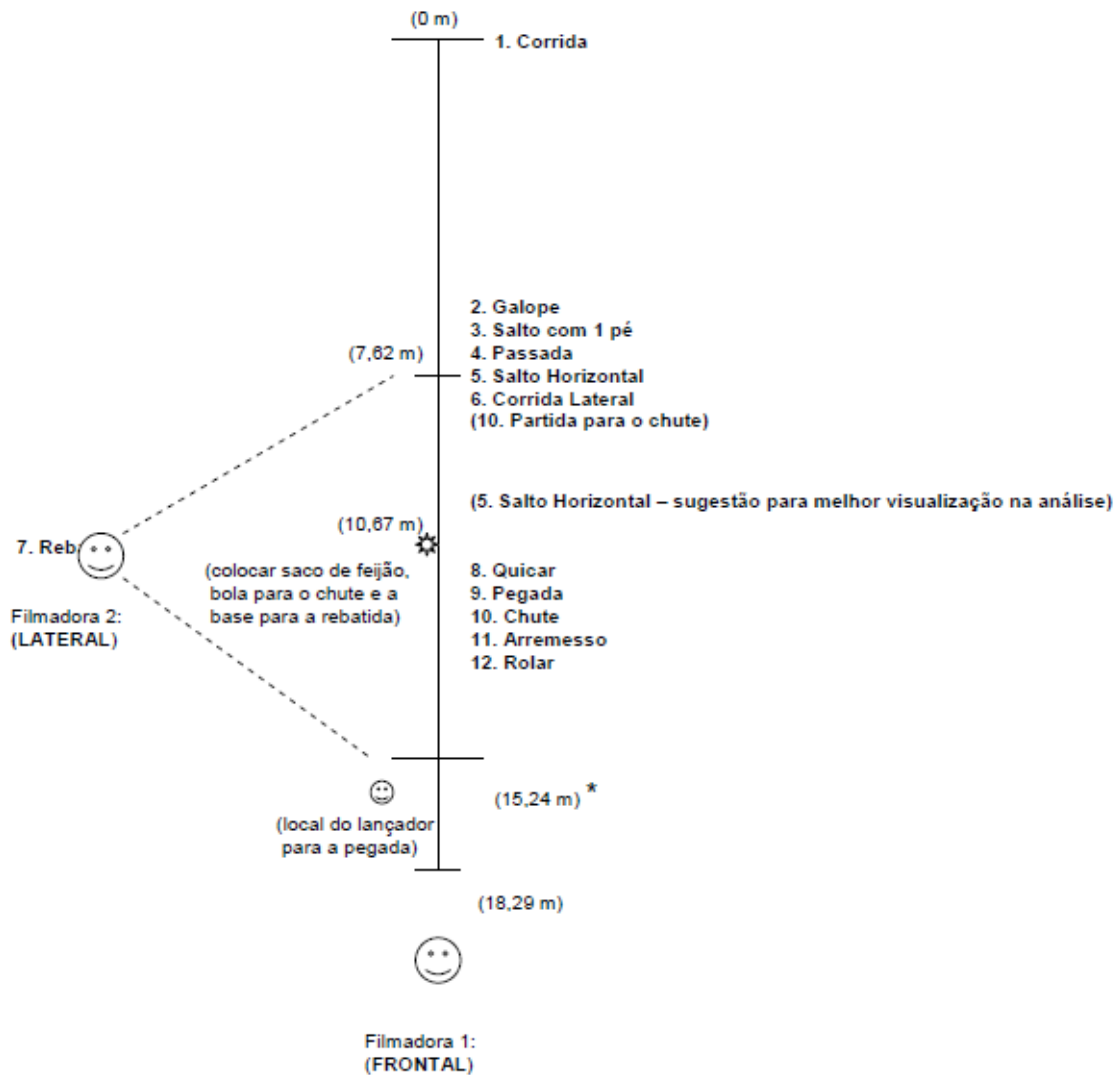 (0 m)
1. Corrida
2. Galope
3. Salto com 1 pé
(7,62 m)
4. Passada
5. Salto Horizontal
6. Corrida Lateral
(10. Partida para o chute)
(5. Salto Horizontal – sugestão para melhor visualização na análise)
(10,67 m)
7. Reb
(colocar saco de feijão,
bola para o chute e a
base para a rebatida)
8. Quicar
9. Pegada
10. Chute
11. Arremesso
12. Rolar
Filmadora 2:
(LATERAL)
(15,24 m) *
(local do lançador
para a pegada)
(18,29 m)
Filmadora 1:
(FRONTAL)